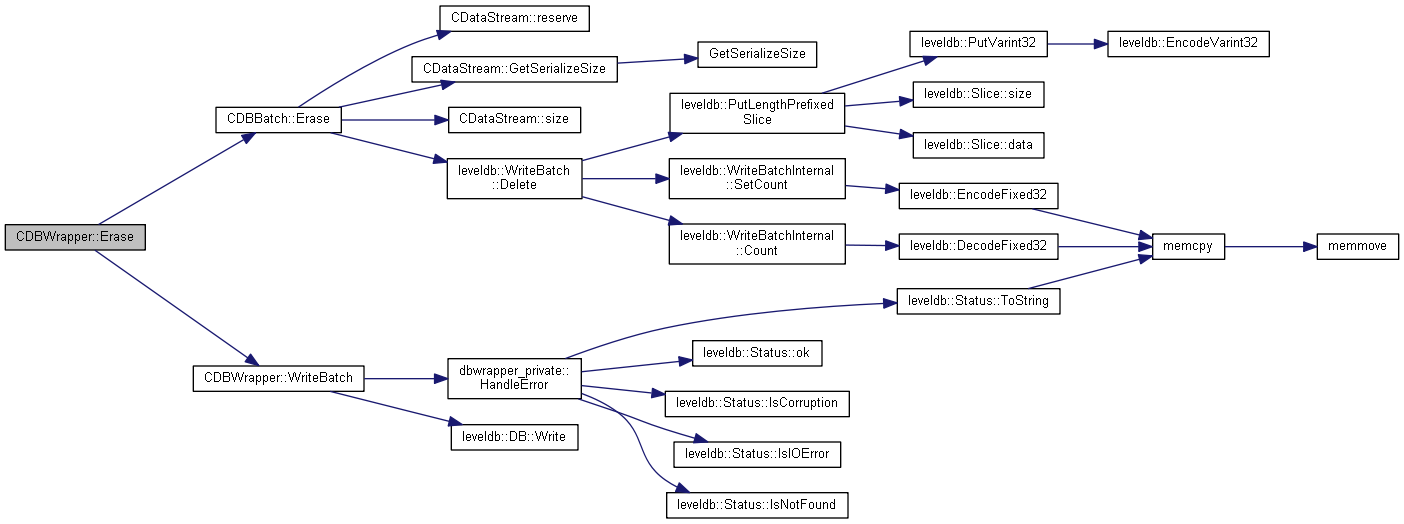 CDataStream::reserve
leveldb::PutVarint32
leveldb::EncodeVarint32
GetSerializeSize
CDataStream::GetSerializeSize
leveldb::Slice::size
leveldb::PutLengthPrefixed
Slice
CDBBatch::Erase
CDataStream::size
leveldb::Slice::data
leveldb::WriteBatch
::Delete
leveldb::WriteBatchInternal
::SetCount
leveldb::EncodeFixed32
CDBWrapper::Erase
leveldb::WriteBatchInternal
::Count
leveldb::DecodeFixed32
memcpy
memmove
leveldb::Status::ToString
leveldb::Status::ok
CDBWrapper::WriteBatch
dbwrapper_private::
HandleError
leveldb::Status::IsCorruption
leveldb::DB::Write
leveldb::Status::IsIOError
leveldb::Status::IsNotFound